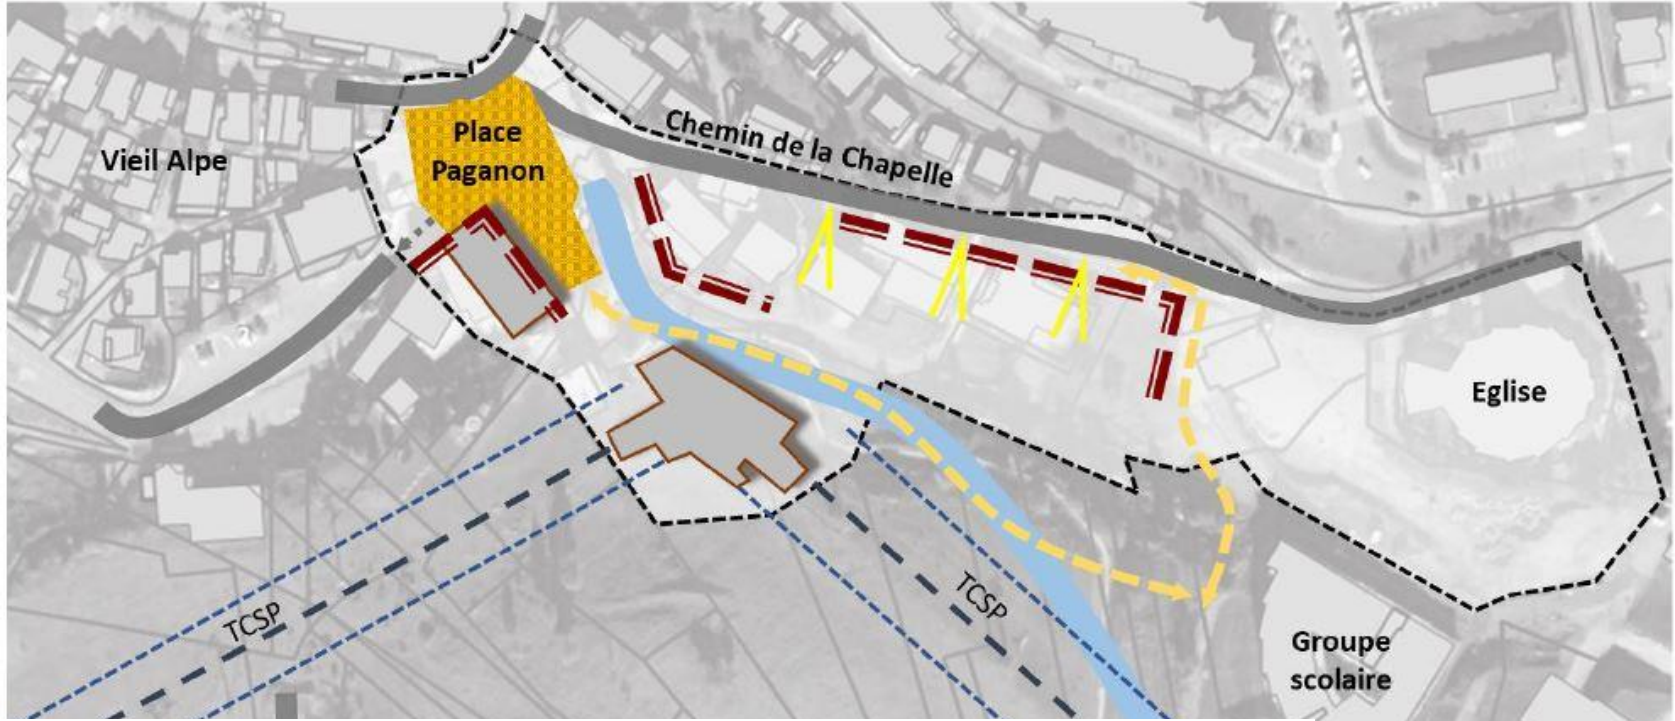 Place
Paganon
Vieil Alpe
Chemin de la Chapelle
Eglise
TCSP
TCSP
Groupe
scolaire